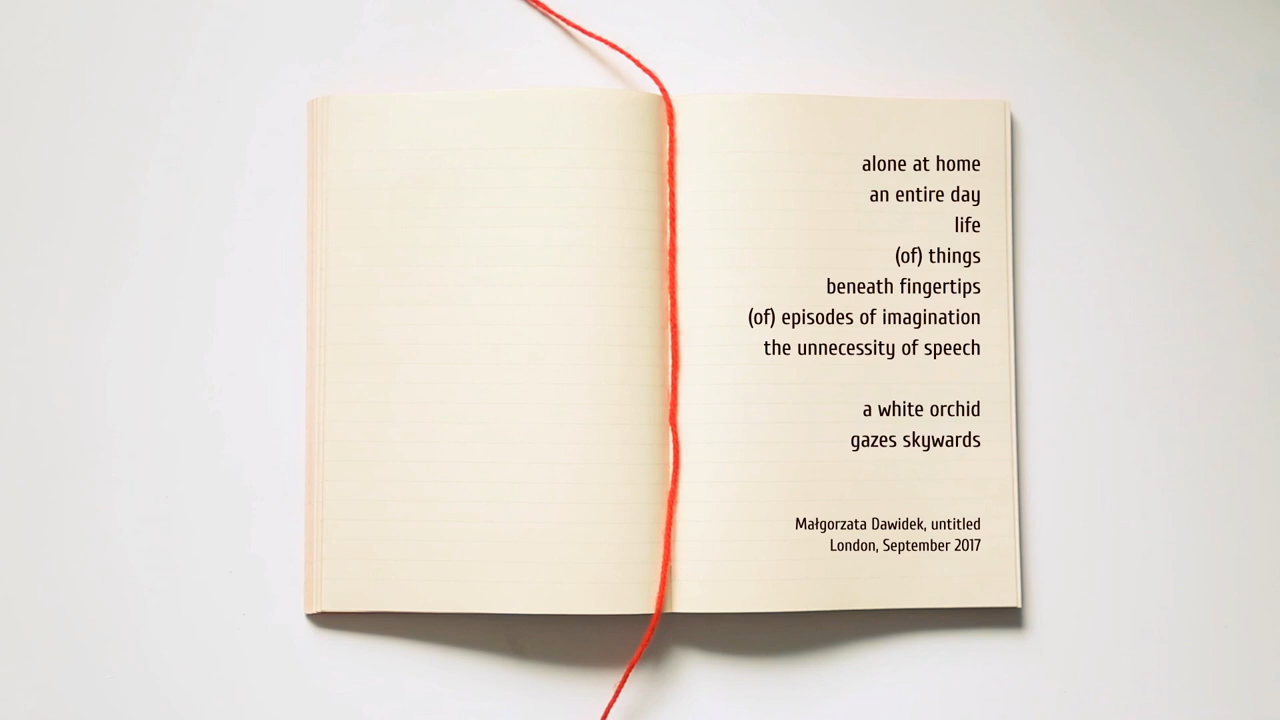 alone at home
an entire day
life
(of) things
beneath fingertips
(of) episodes of imagination
the unnecessity of speech
a white orchid
gazes skywards
Małgorzata Dawidek, untitled
London, September 2017